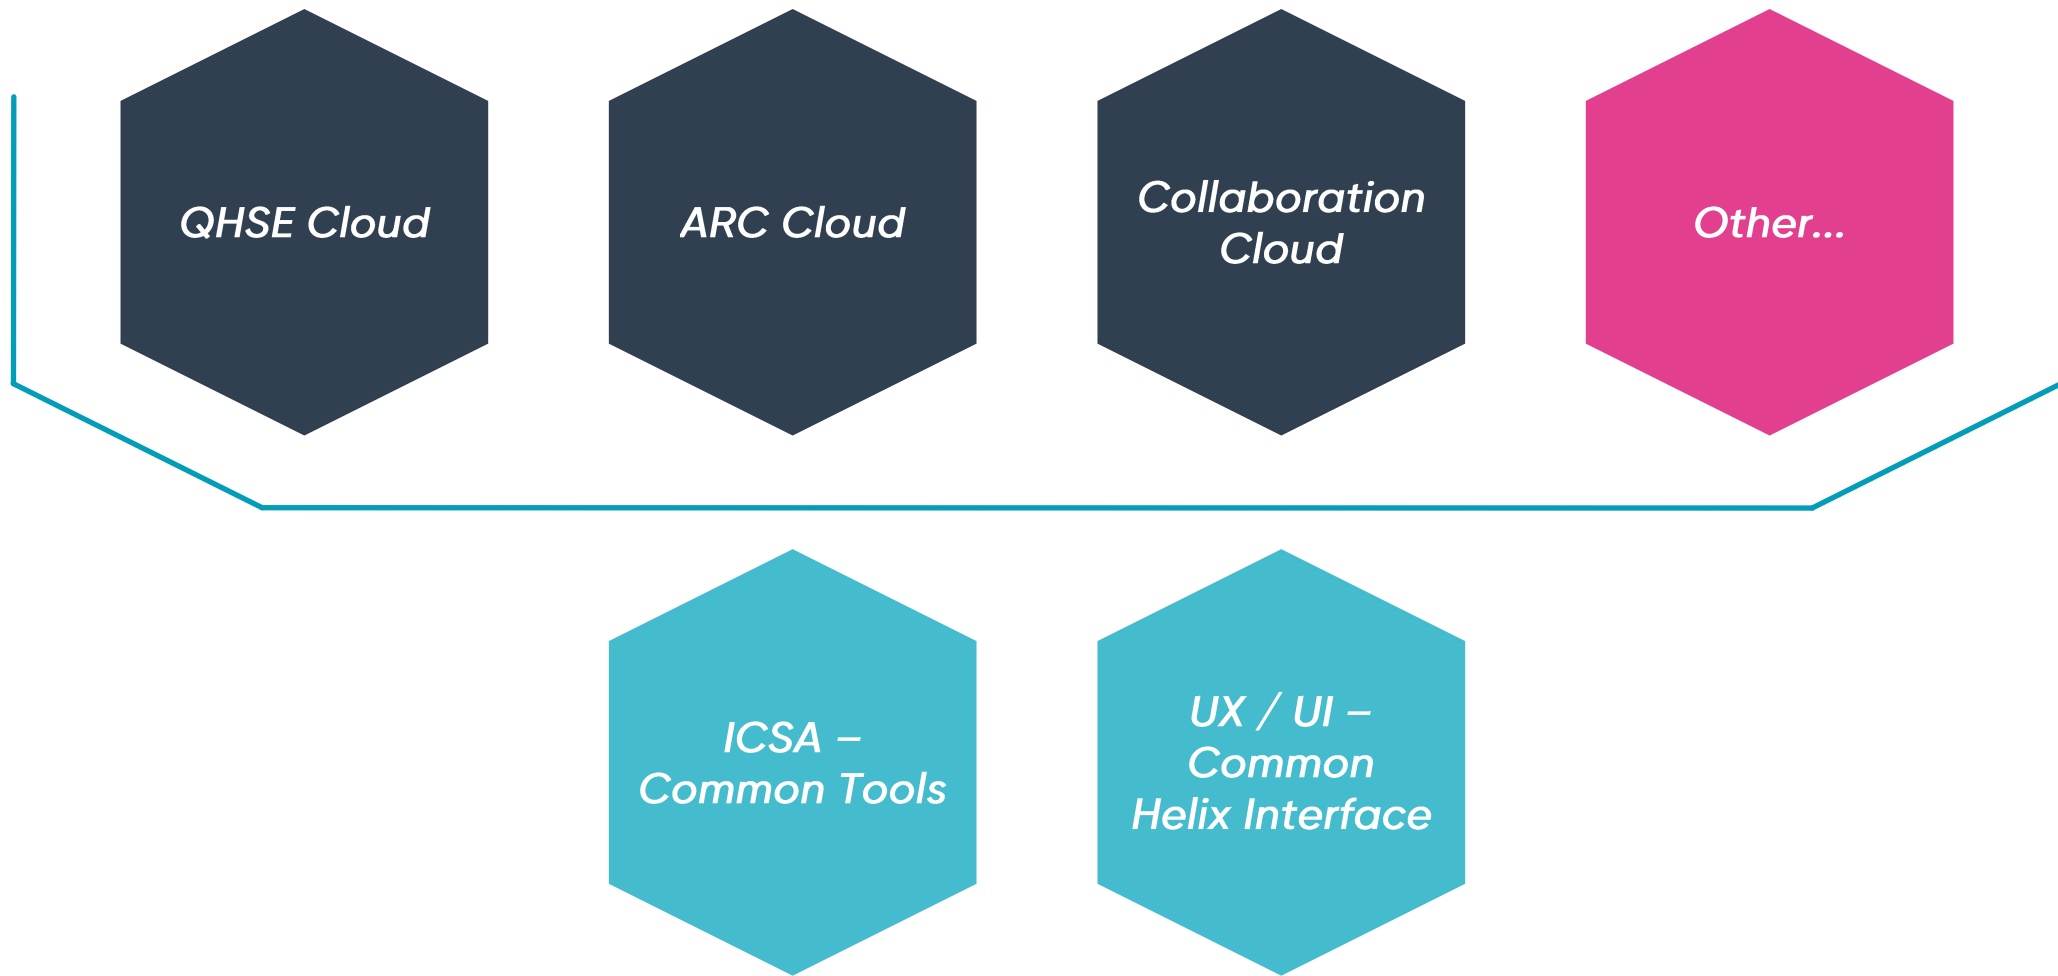 QHSE Cloud
ARC Cloud
Collaboration
Cloud
Other...
ICSA –
Common Tools
UX / UI –
Common
Helix Interface